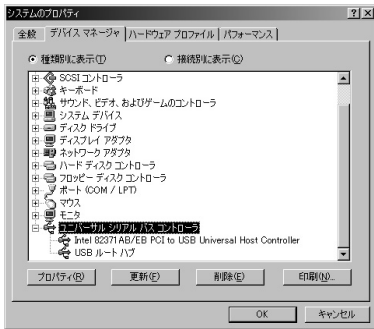 システムのプロパティ
全般 デバイス マネージャ ハードウェア プロファイル パフォーマンス
種類別に表示(T) 接続別に表示(C)
SCSI コントローラ
キーボード
サウンド、ビデオ、およびゲームのコントローラ
システム デバイス
ディスク ドライブ
ディスプレイ アダプタ
ネットワーク アダプタ
ハード ディスク コントローラ
フロッピー ディスク コントローラ
ポート (COM / LPT)
マウス
モニタ
ユニバーサル シリアル バス コントローラ
Intel 82371AB/EB PCI to USB Universal Host Controller
USB ルート ハブ
プロパティ(R) 更新(F) 削除(E) 印刷(N)...
OK キャンセル